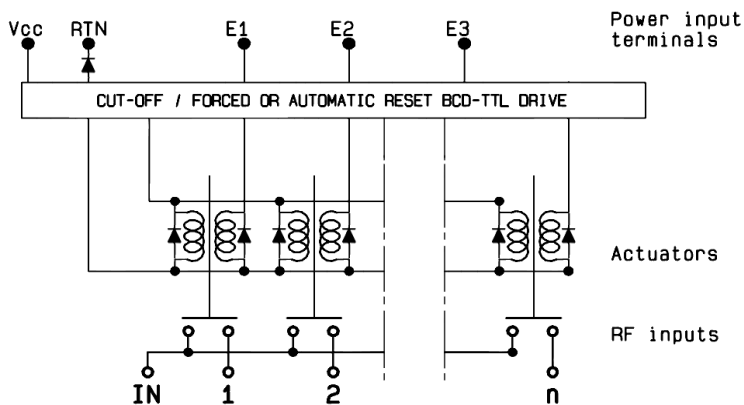 Vcc RTN E1 E2 E3 Power input
terminals
CUT-OFF / FORCED OR AUTOMATIC RESET BCD-TTL DRIVE
Actuators
RF inputs
IN 1 2 n